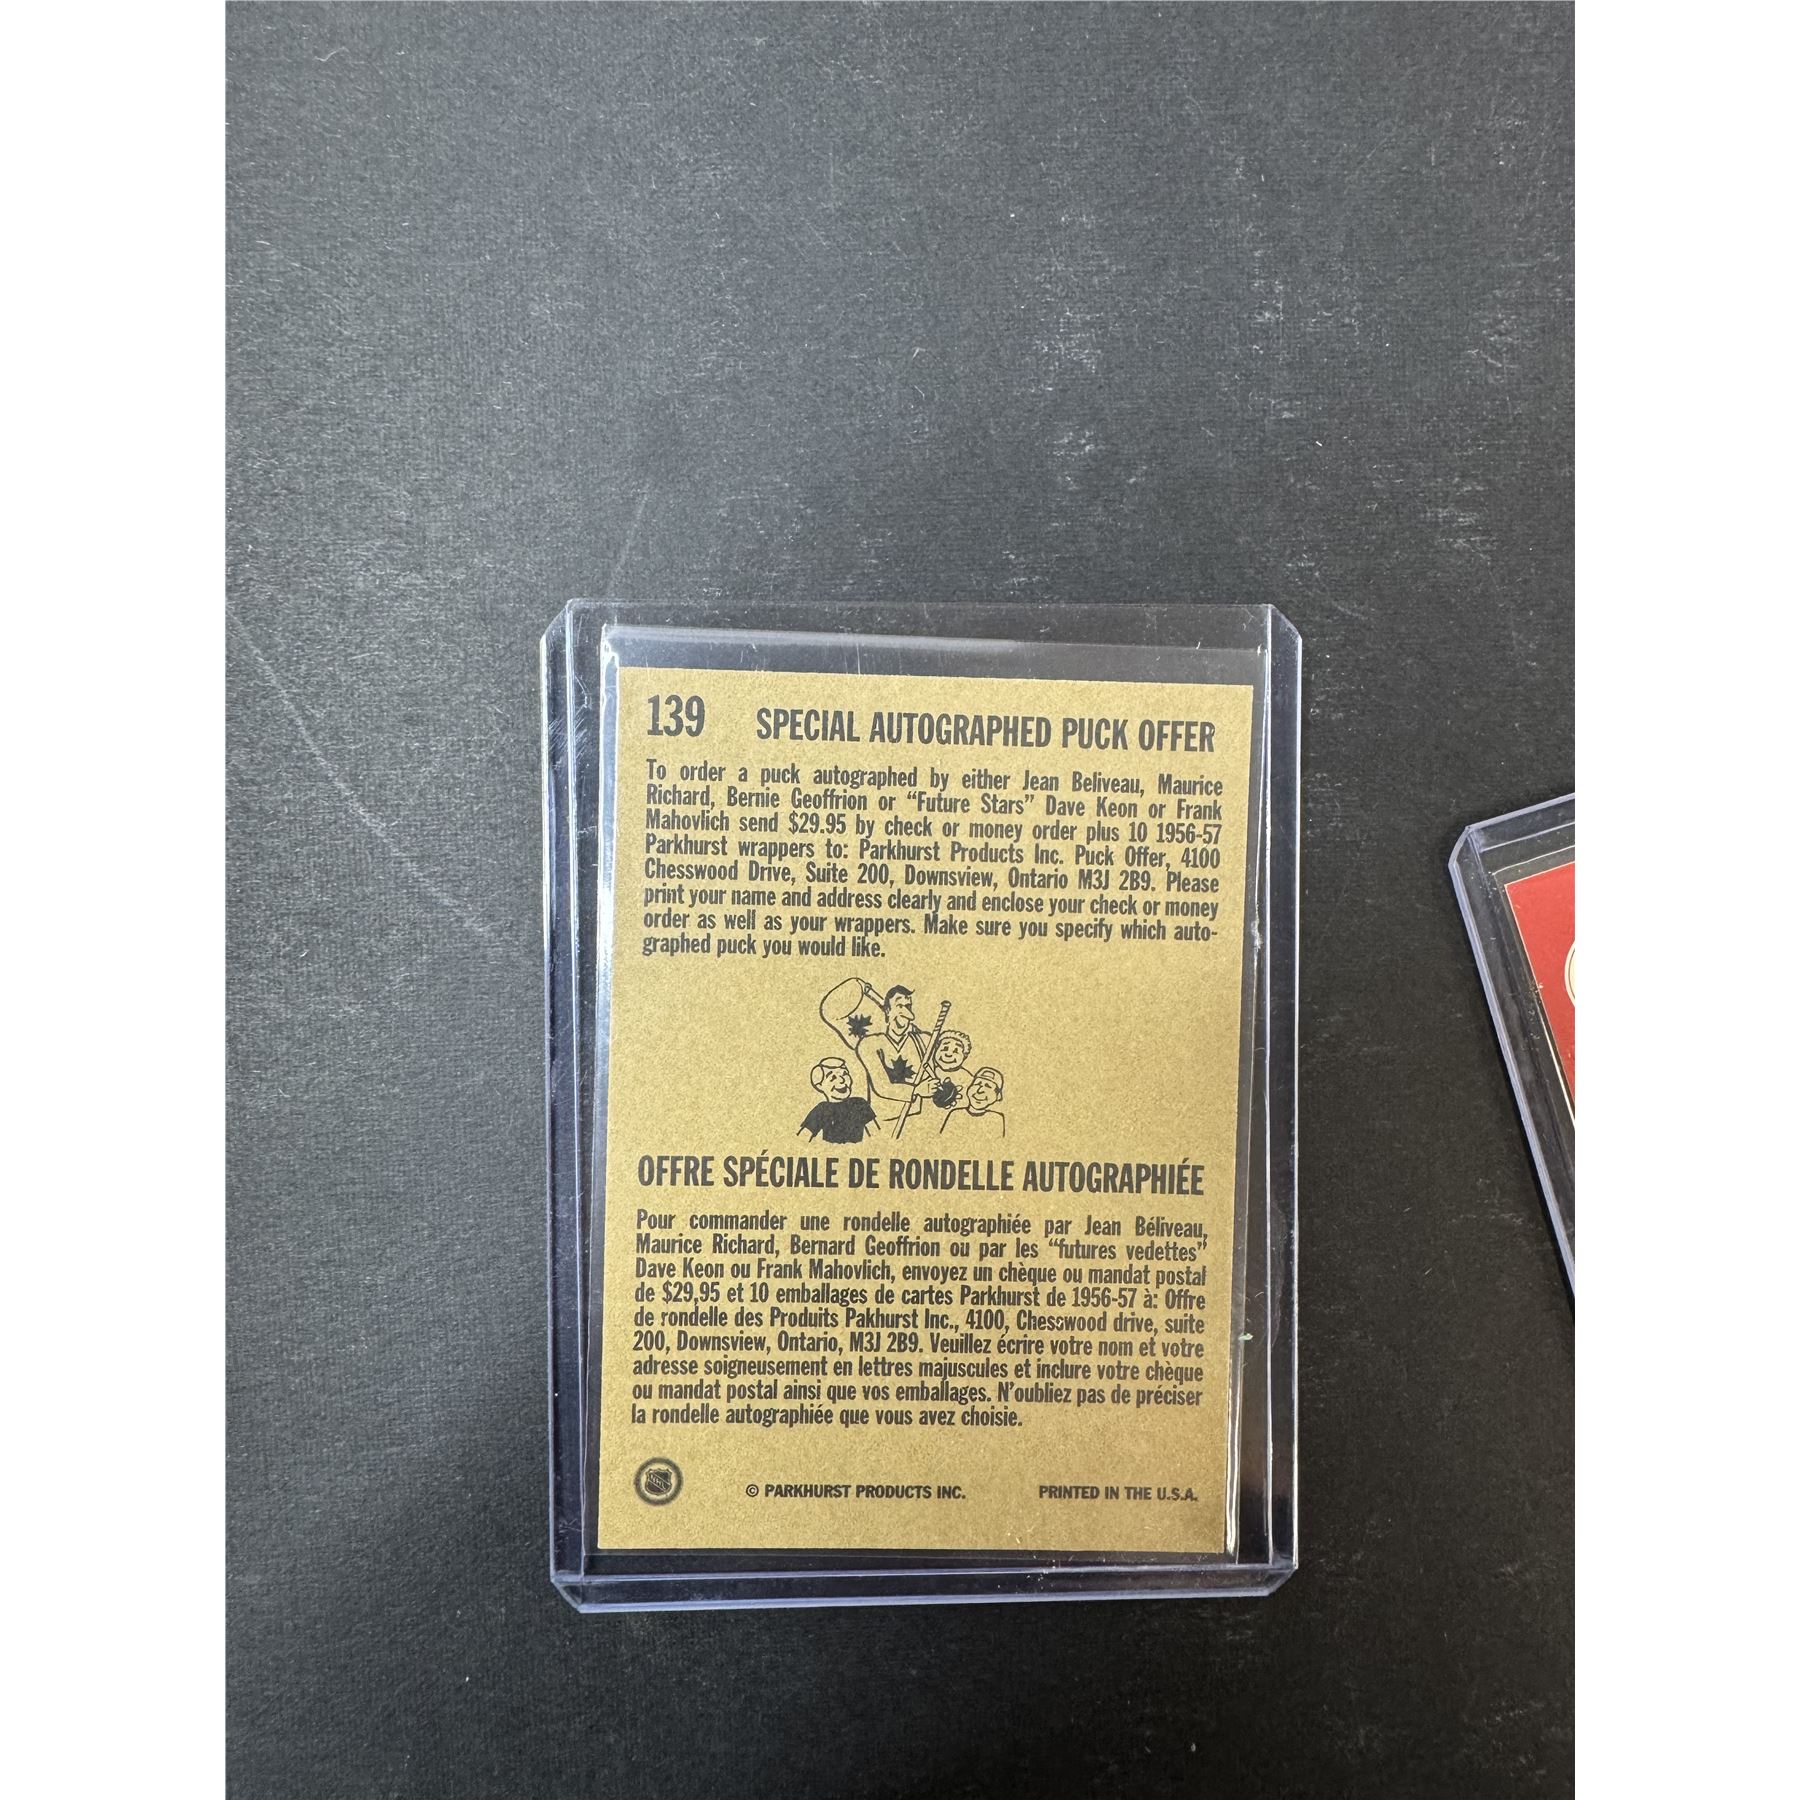 139 SPECIAL AUTOGRAPHED PUCK OFFER
To order a puck autographed by either Jean Beliveau, Maurice
Richard, Bernie Geoffrion or “Future Stars” Dave Keon or Frank
Mahovlich send $29.95 by check or money order plus 10 1956-57
Parkhurst wrappers to: Parkhurst Products Inc. Puck Offer, 4100
Chesswood Drive, Suite 200, Downsview, Ontario M3J 2B9. Please
print your name and address clearly and enclose your check or money
order as well as your wrappers. Make sure you specify which auto-
graphed puck you would like.
OFFRE SPÉCIALE DE RONDELLE AUTOGRAPHIÉE
Pour commander une rondelle autographiée par Jean Béliveau,
Maurice Richard, Bernard Geoffrion ou par les “futures vedettes”
Dave Keon ou Frank Mahovlich, envoyez un chèque ou mandat postal
de $29,95 et 10 emballages de cartes Parkhurst de 1956-57 à: Offre
de rondelle des Produits Pakhurst Inc., 4100, Chesswood drive, suite
200, Downsview, Ontario, M3J 2B9. Veuillez écrire votre nom et votre
adresse soigneusement en lettres majuscules et inclure votre chèque
ou mandat postal ainsi que vos emballages. N'oubliez pas de préciser
la rondelle autographiée que vous avez choisie.
NHL
© PARKHURST PRODUCTS INC. PRINTED IN THE U.S.A.